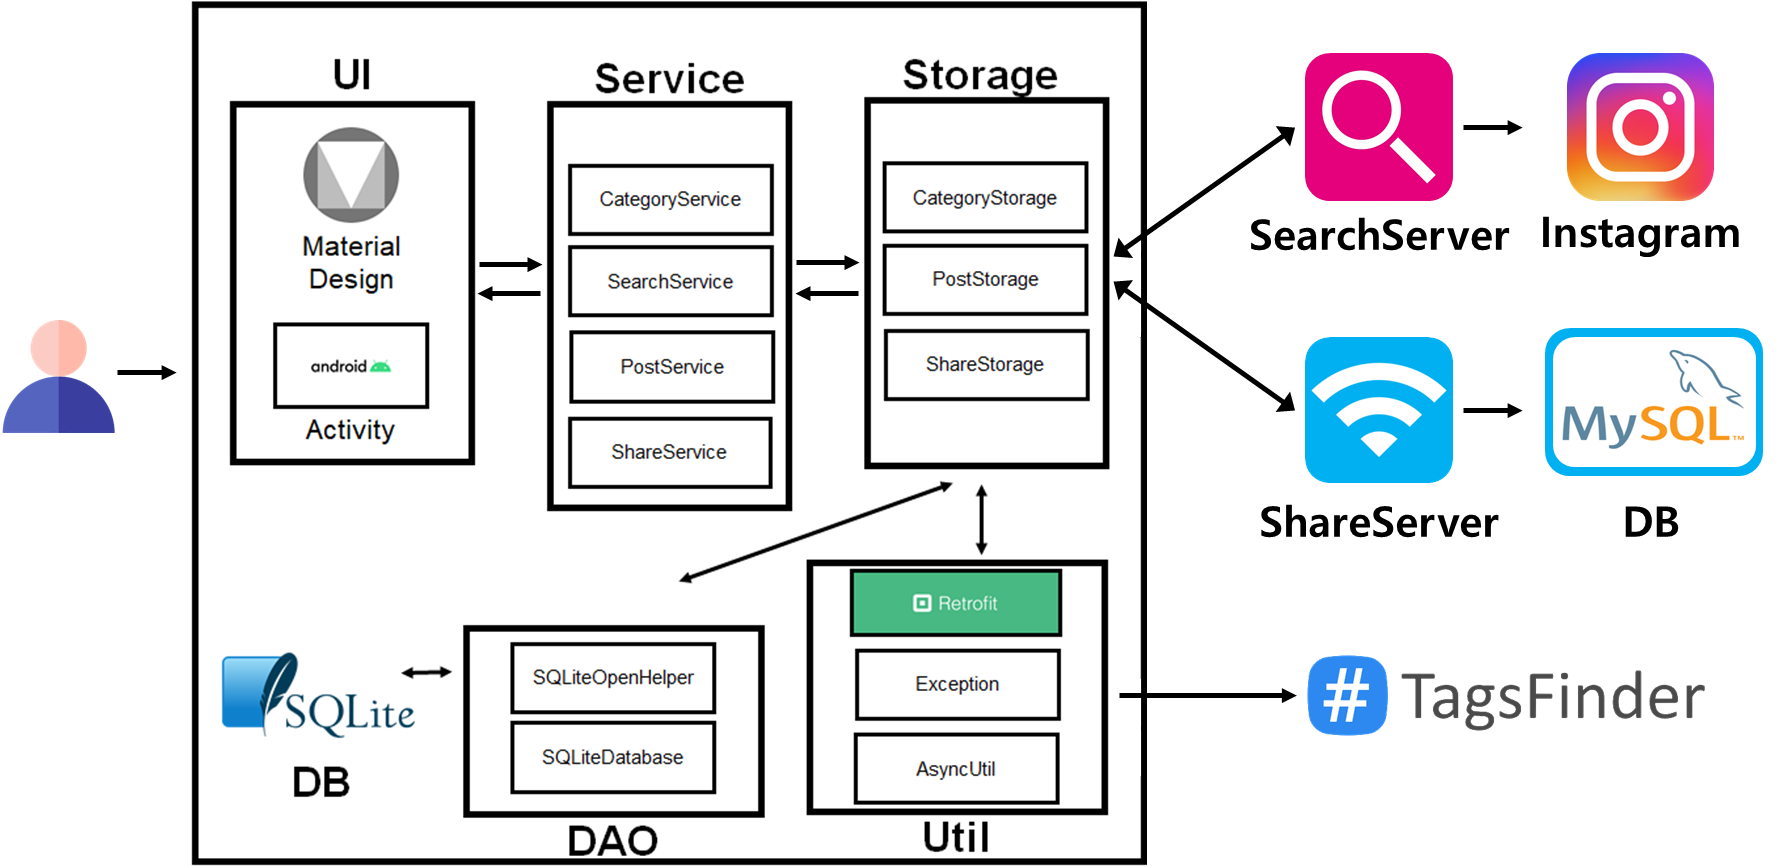 UI
Service
Storage
Material
Design
android
Activity
CategoryService
SearchService
PostService
ShareService
CategoryStorage
PostStorage
ShareStorage
SearchServer
Instagram
ShareServer
MySQL™
DB
SQLite
DB
SQLiteOpenHelper
SQLiteDatabase
DAO
Retrofit
Exception
AsyncUtil
Util
# TagsFinder